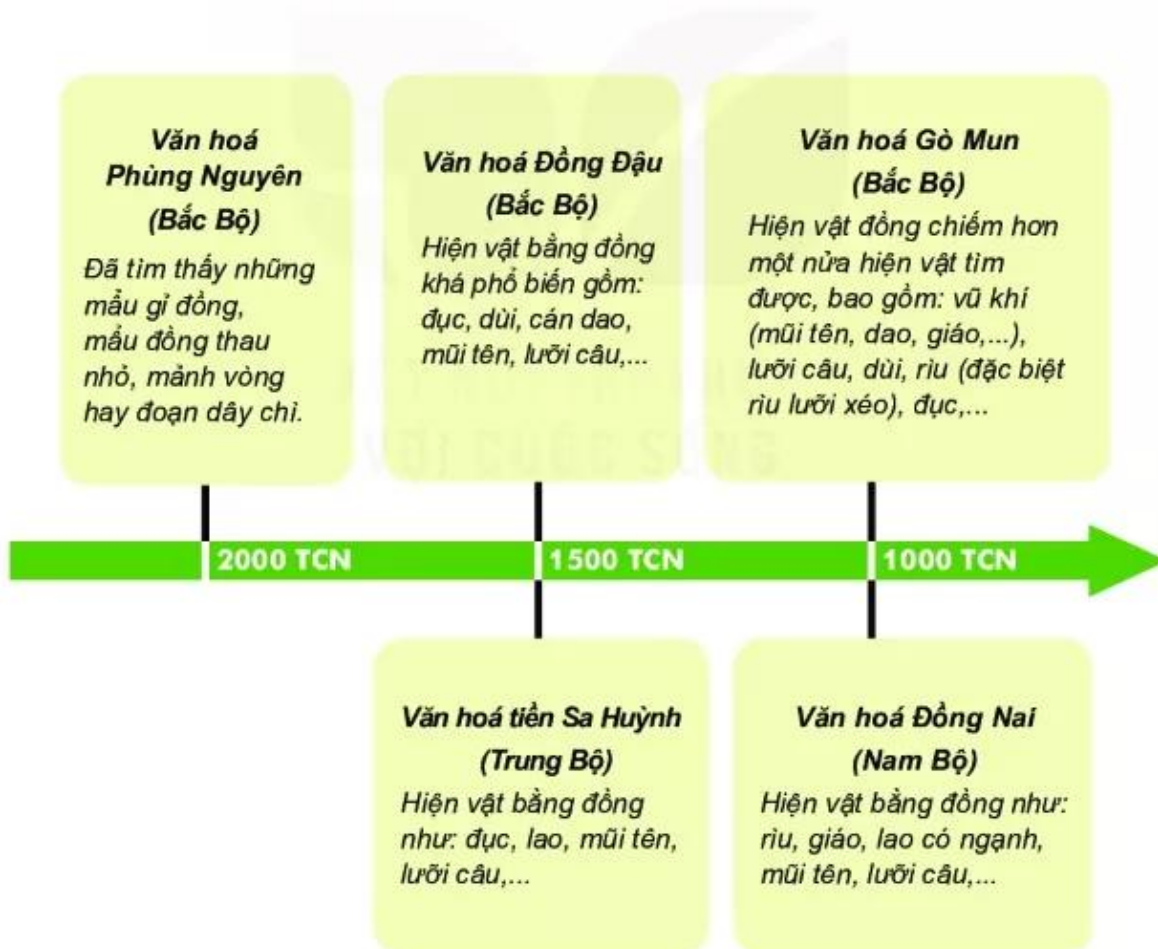 Văn hoá
Phùng Nguyên
(Bắc Bộ)
Đã tìm thấy những
mẩu gỉ đồng,
mẩu đồng thau
nhỏ, mảnh vòng
hay đoạn dây chì.
Văn hoá Đồng Đậu
(Bắc Bộ)
Hiện vật bằng đồng
khá phổ biến gồm:
đục, dùi, cán dao,
mũi tên, lưỡi câu,...
Văn hoá Gò Mun
(Bắc Bộ)
Hiện vật đồng chiếm hơn
một nửa hiện vật tìm
được, bao gồm: vũ khí
(mũi tên, dao, giáo,...),
lưỡi câu, dùi, rìu (đặc biệt
rìu lưỡi xéo), đục,...
VỚI CUỘC SỐNG
2000 TCN
1500 TCN
1000 TCN
Văn hoá tiền Sa Huỳnh
(Trung Bộ)
Hiện vật bằng đồng
như: đục, lao, mũi tên,
lưỡi câu,...
Văn hoá Đồng Nai
(Nam Bộ)
Hiện vật bằng đồng như:
rìu, giáo, lao có ngạnh,
mũi tên, lưỡi câu,...